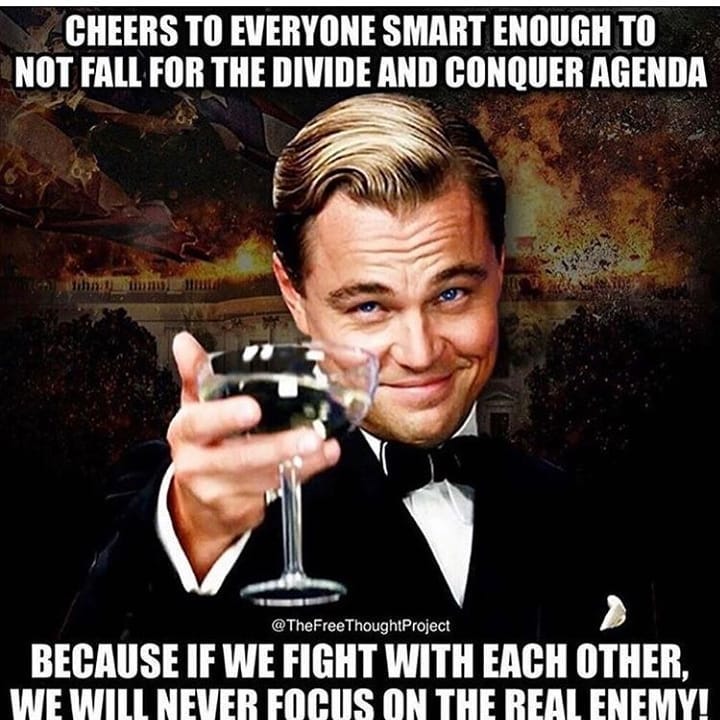 CHEERS TO EVERYONE SMART ENOUGH TO
NOT FALL FOR THE DIVIDE AND CONQUER AGENDA
@TheFreeThoughtProject
BECAUSE IF WE FIGHT WITH EACH OTHER,
WE WILL NEVER FOCUS ON THE REAL ENEMY!